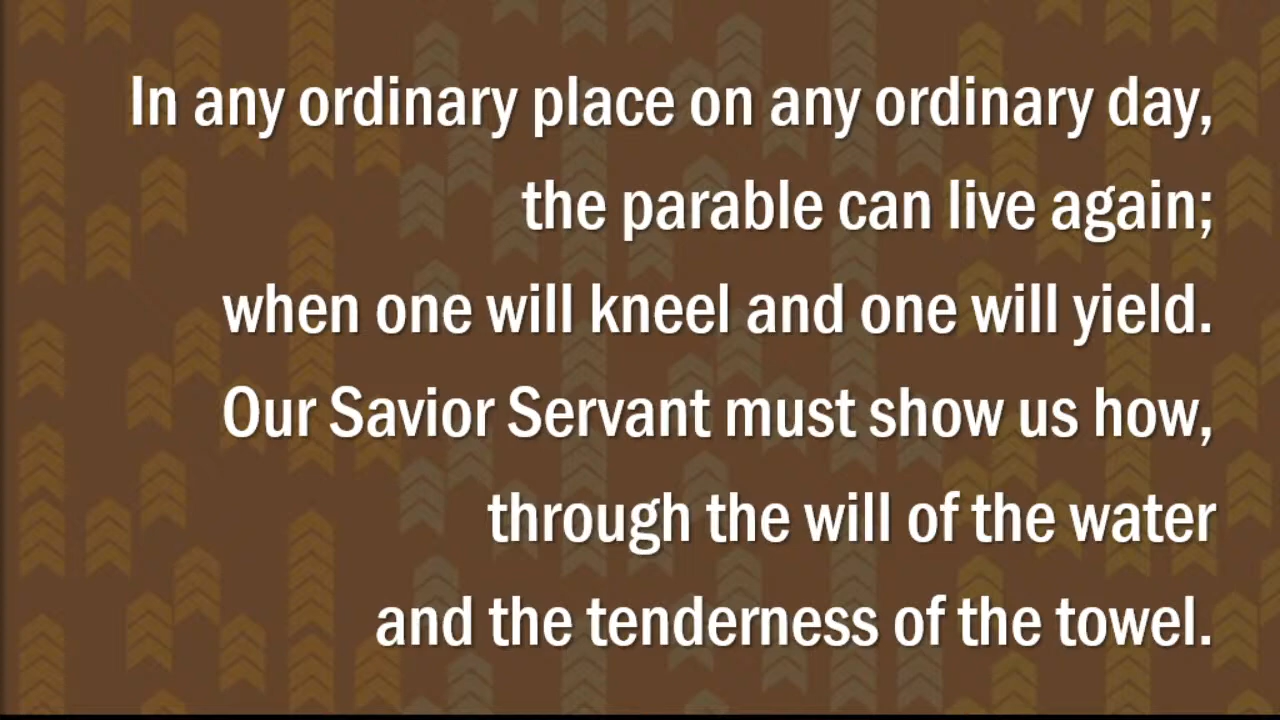 In any ordinary place on any ordinary day,
the parable can live again;
when one will kneel and one will yield.
Our Savior Servant must show us how,
through the will of the water
and the tenderness of the towel.